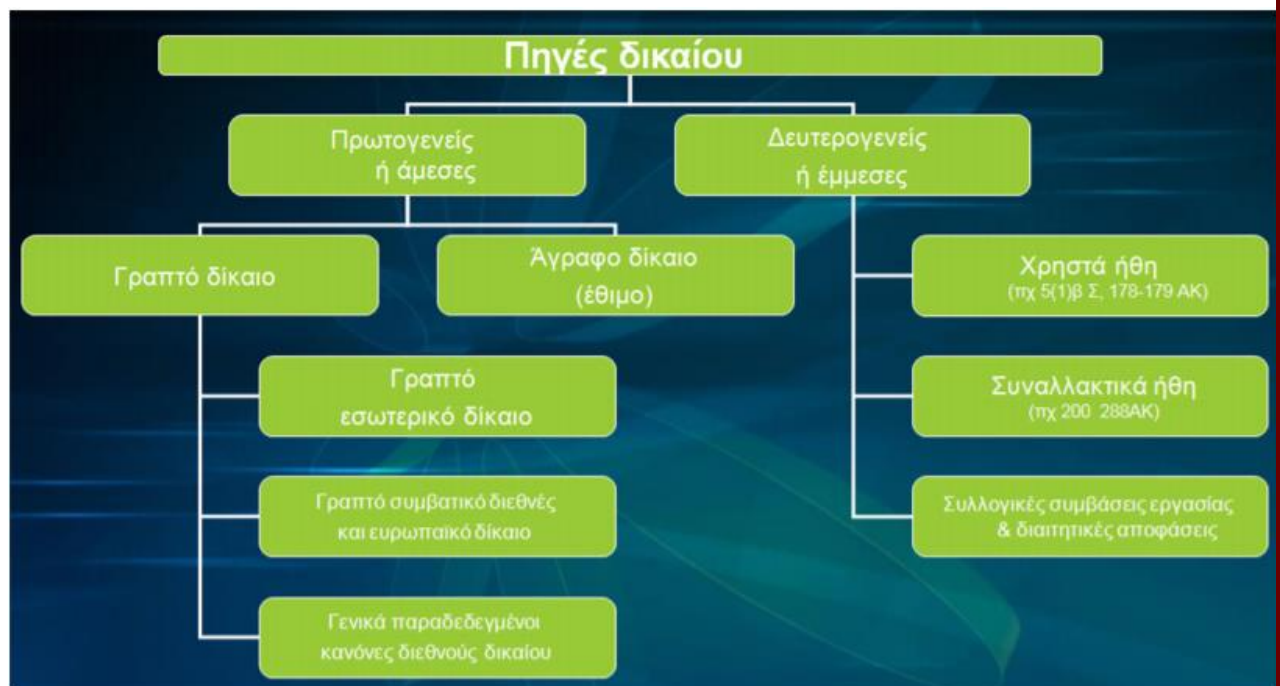 Πηγές δικαίου
Πρωτογενείς
ή άμεσες
Δευτερογενείς
ή έμμεσες
Γραπτό δίκαιο
Άγραφο δίκαιο
(έθιμο)
Γραπτό
εσωτερικό δίκαιο
Γραπτό συμβατικό διεθνές
και ευρωπαϊκό δίκαιο
Γενικά παραδεδεγμένοι
κανόνες διεθνούς δικαίου
Χρηστά ήθη
(πχ 5(1)β Σ, 178-179 ΑΚ)
Συναλλακτικά ήθη
(πχ 200 288ΑΚ)
Συλλογικές συμβάσεις εργασίας
& διαιτητικές αποφάσεις